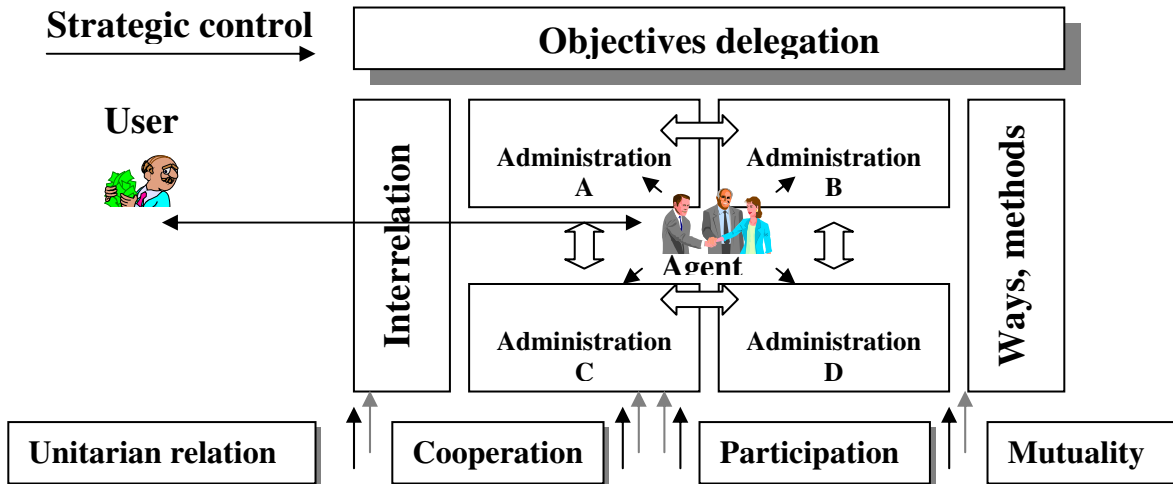 Strategic control
Objectives delegation
User
Interrelation
Administration
A
Administration
B
Ways, methods
Agent
Administration
C
Administration
D
Unitarian relation
Cooperation
Participation
Mutuality